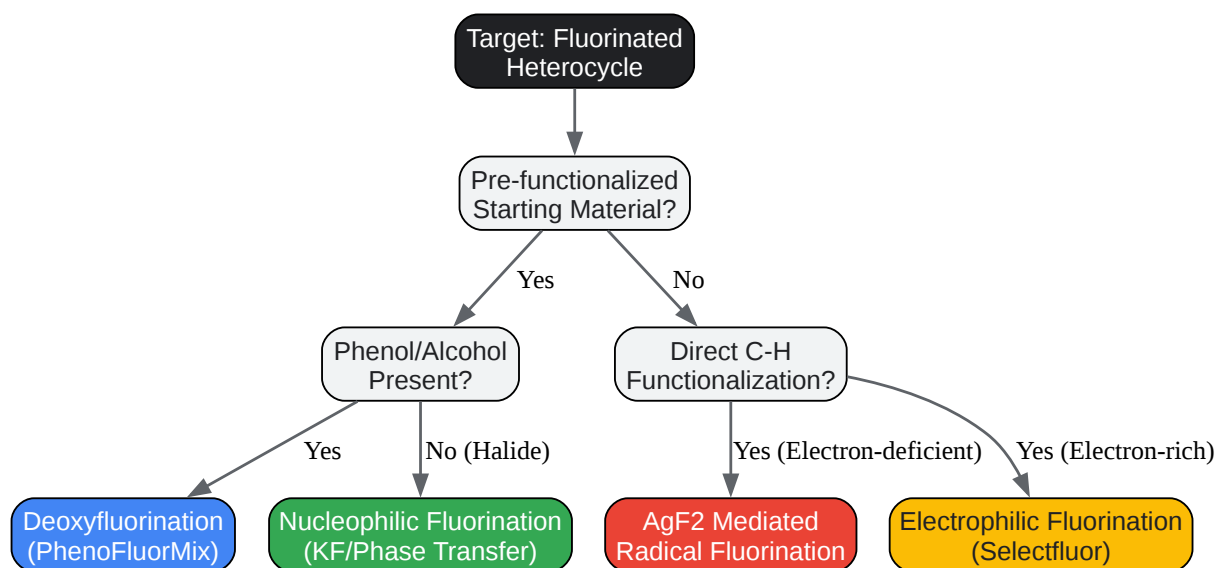 Target: Fluorinated
Heterocycle
Pre-functionalized
Starting Material?
Yes
No
Phenol/Alcohol
Present?
Direct C-H
Functionalization?
Yes
No (Halide)
Yes (Electron-deficient)
Yes (Electron-rich)
Deoxyfluorination
(PhenoFluorMix)
Nucleophilic Fluorination
(KF/Phase Transfer)
AgF2 Mediated
Radical Fluorination
Electrophilic Fluorination
(Selectfluor)